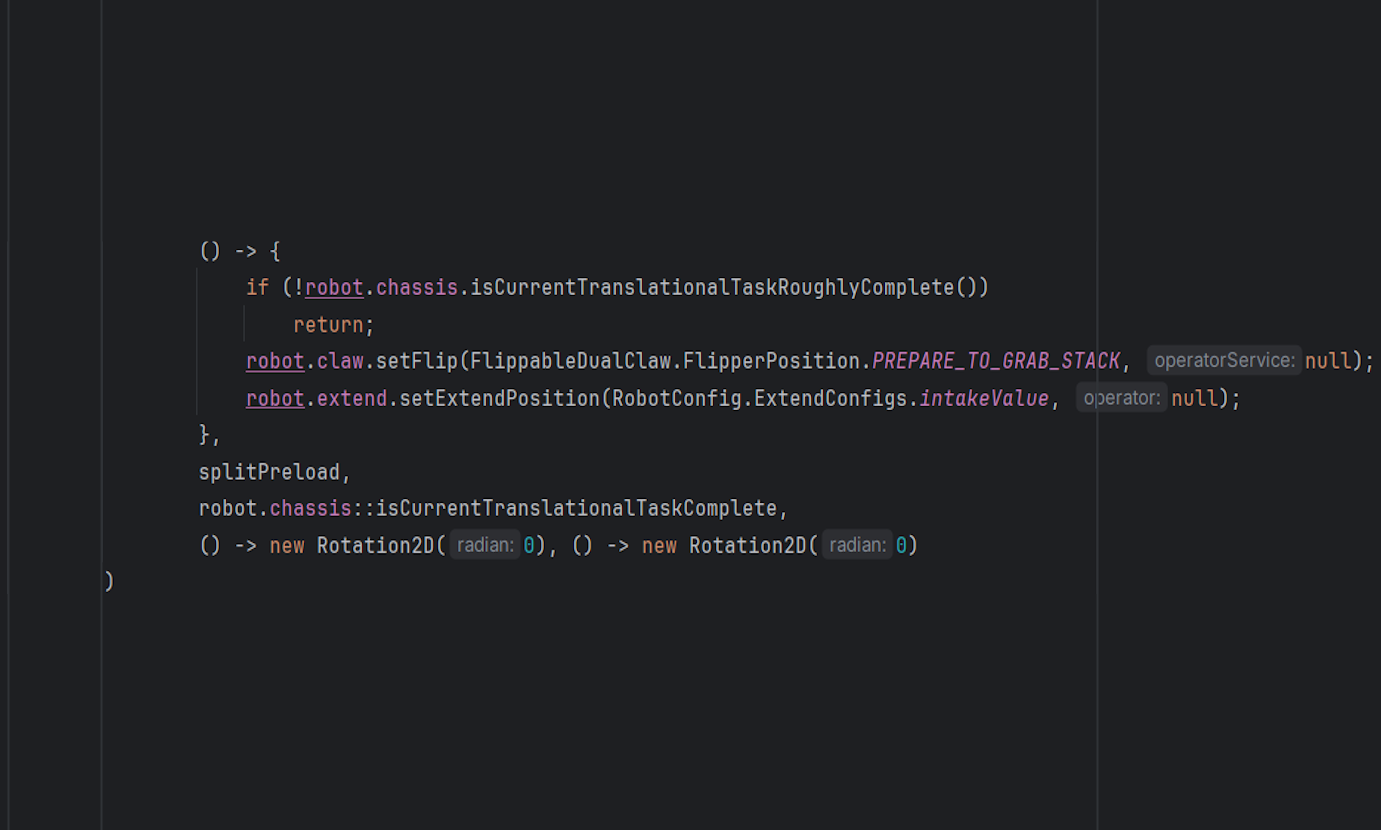 () -> {
if (!robot.chassis.isCurrentTranslationalTaskRoughlyComplete())
return;
robot.claw.setFlip(FlippableDualClaw.FlipperPosition.PREPARE_TO_GRAB_STACK, operatorService: null);
robot.extend.setExtendPosition(RobotConfig.ExtendConfigs.intakeValue, operator: null);
},
splitPreload,
robot.chassis::isCurrentTranslationalTaskComplete,
() -> new Rotation2D( radian: 0), () -> new Rotation2D( radian: 0)
)